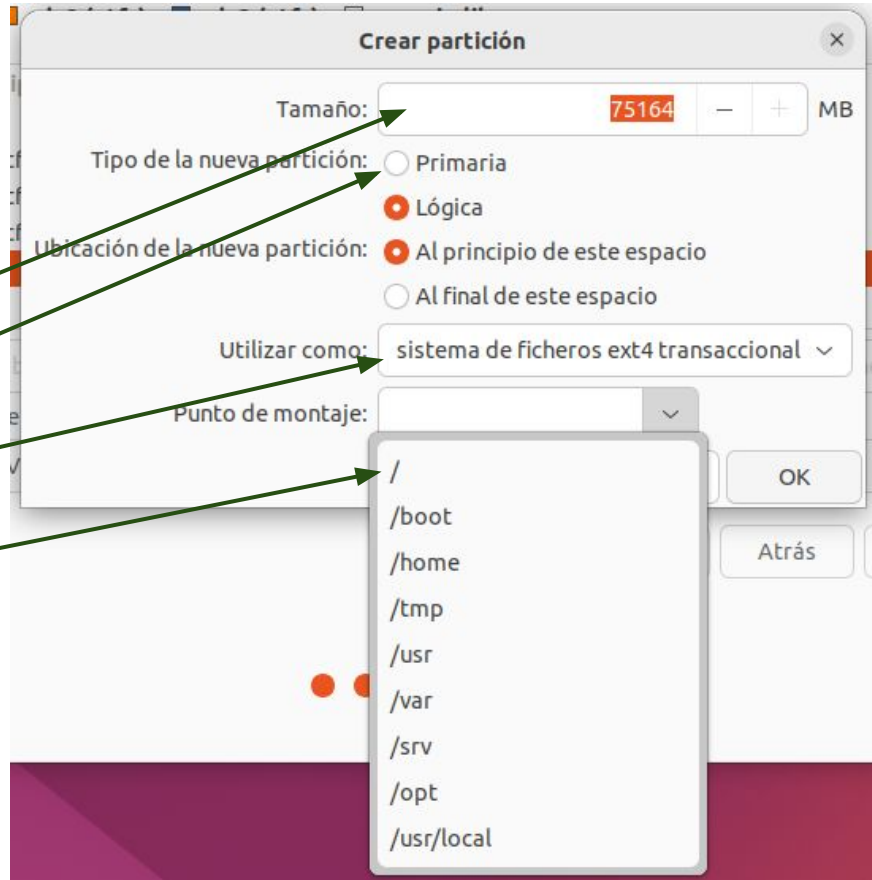 Crear partición
Tamaño: 75164 MB
Tipo de la nueva partición: Primaria
Lógica
Ubicación de la nueva partición: Al principio de este espacio
Al final de este espacio
Utilizar como: sistema de ficheros ext4 transaccional
Punto de montaje:
/
OK
/boot
/home
Atrás
/tmp
/usr
/var
/srv
/opt
/usr/local